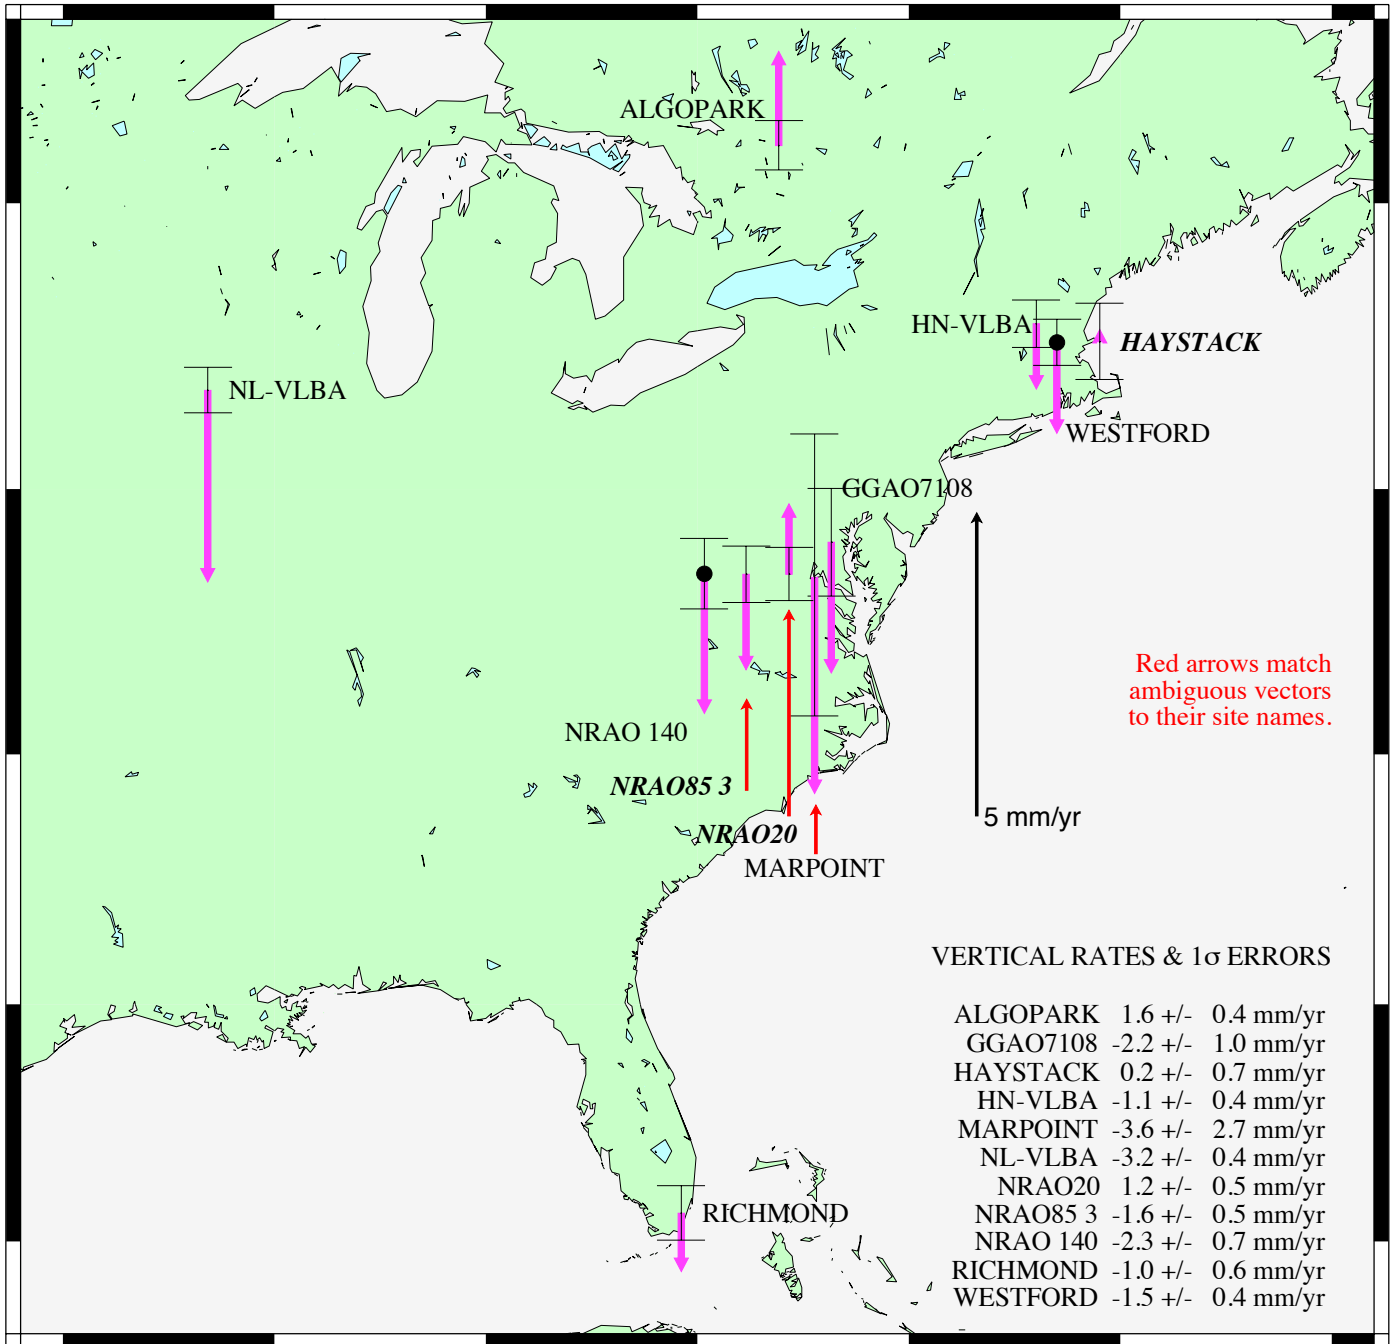 ALGOPARK
HN-VLBA
HAYSTACK
NL-VLBA
WESTFORD
GGAO7108
Red arrows match
ambiguous vectors
to their site names.
NRAO 140
NRAO85 3
5 mm/yr
NRAO20
MARPOINT
VERTICAL RATES & 1σ ERRORS
ALGOPARK 1.6 +/- 0.4 mm/yr
GGAO7108 -2.2 +/- 1.0 mm/yr
HAYSTACK 0.2 +/- 0.7 mm/yr
HN-VLBA -1.1 +/- 0.4 mm/yr
MARPOINT -3.6 +/- 2.7 mm/yr
NL-VLBA -3.2 +/- 0.4 mm/yr
NRAO20 1.2 +/- 0.5 mm/yr
NRAO85 3 -1.6 +/- 0.5 mm/yr
NRAO 140 -2.3 +/- 0.7 mm/yr
RICHMOND -1.0 +/- 0.6 mm/yr
WESTFORD -1.5 +/- 0.4 mm/yr
RICHMOND